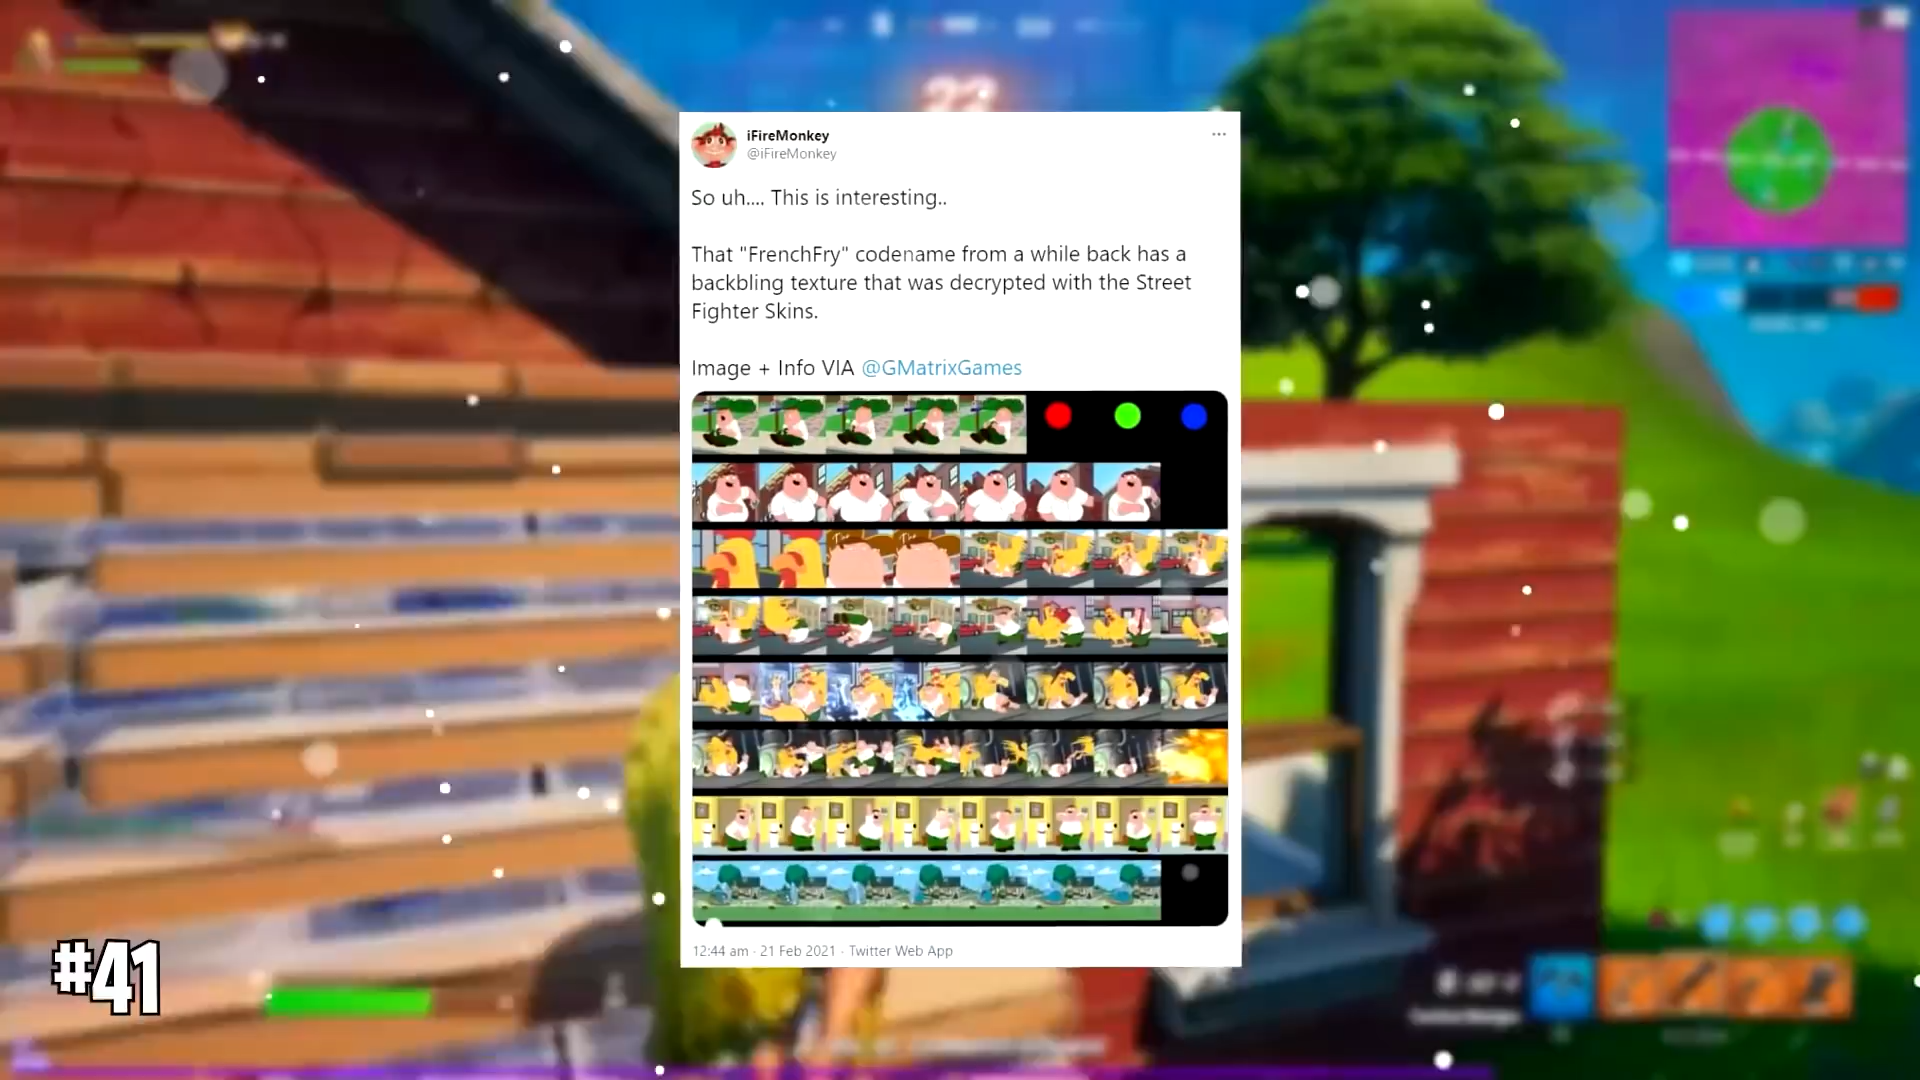 33
iFireMonkey
@iFireMonkey
So uh.... This is interesting..
That "FrenchFry" codename from a while back has a
backbling texture that was decrypted with the Street
Fighter Skins.
Image + Info VIA @GMatrixGames
12:44 am · 21 Feb 2021 · Twitter Web App
#41